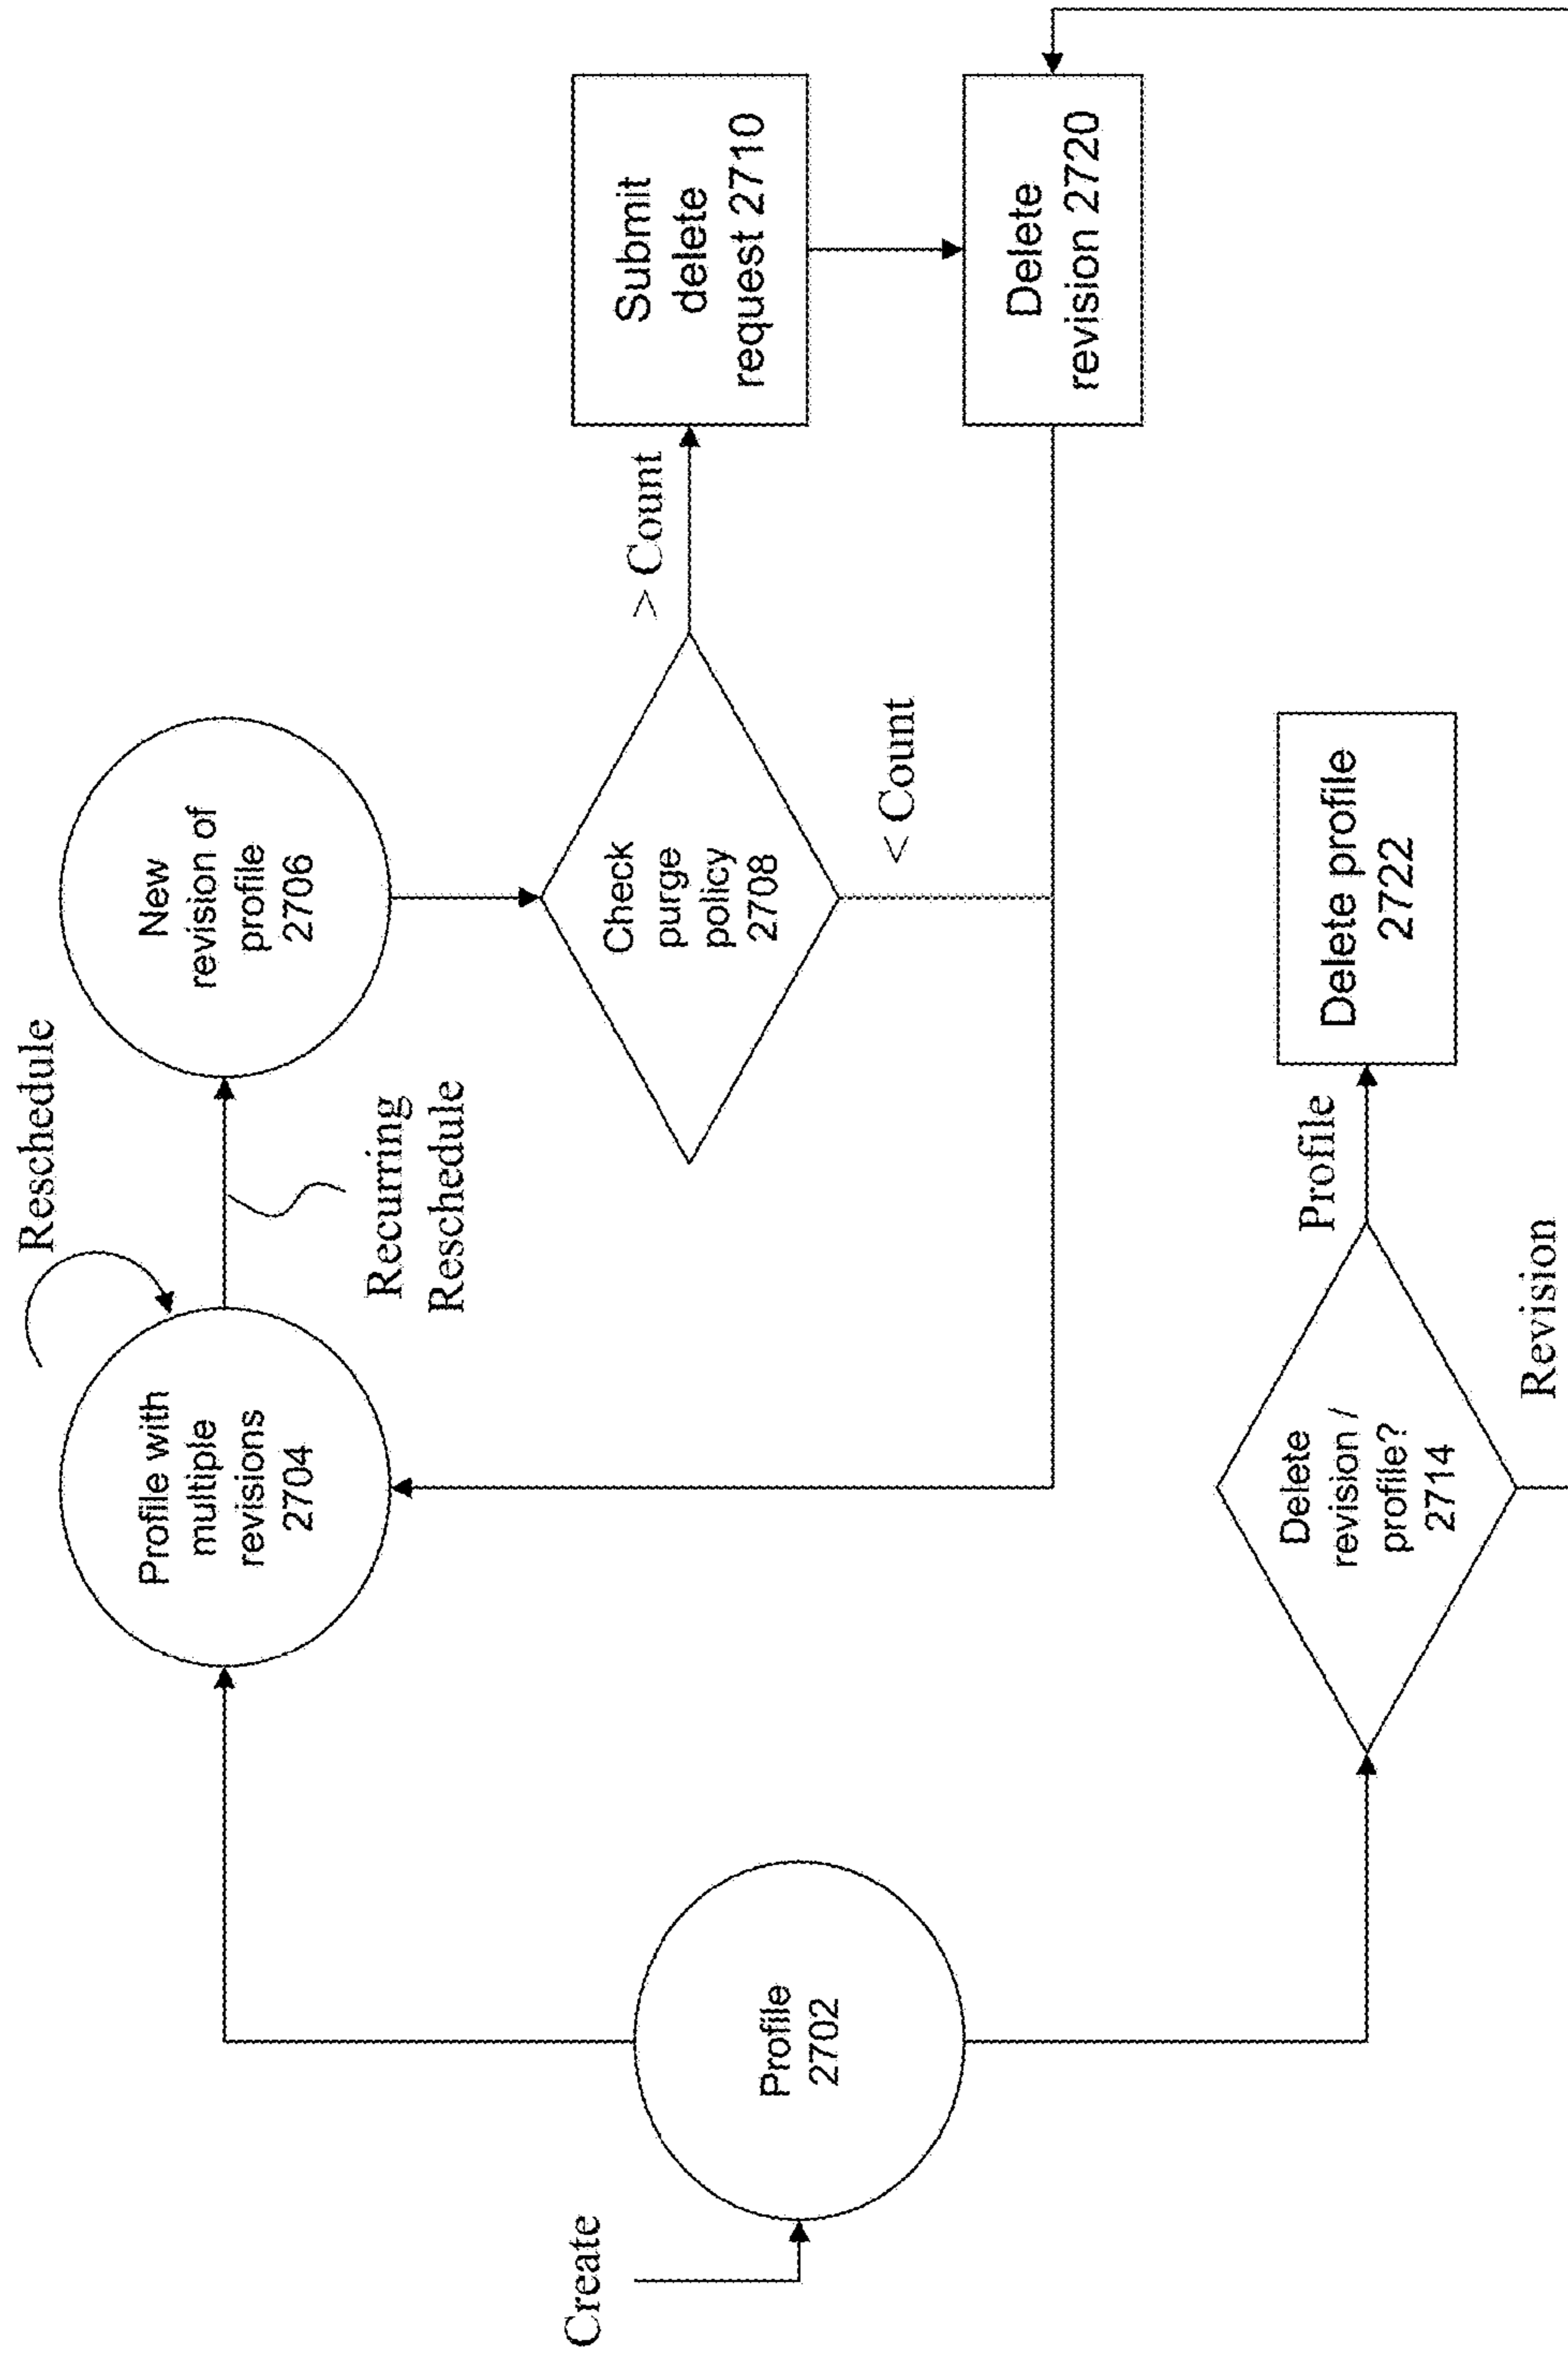 Create
Profile
2702
Reschedule
Profile with
multiple
revisions
2704
Recurring
Reschedule
New
revision of
profile
2706
Check
purge
policy
2708
> Count
< Count
Submit
delete
request 2710
Delete
revision 2720
Delete
revision /
profile?
2714
Profile
Revision
Delete profile
2722